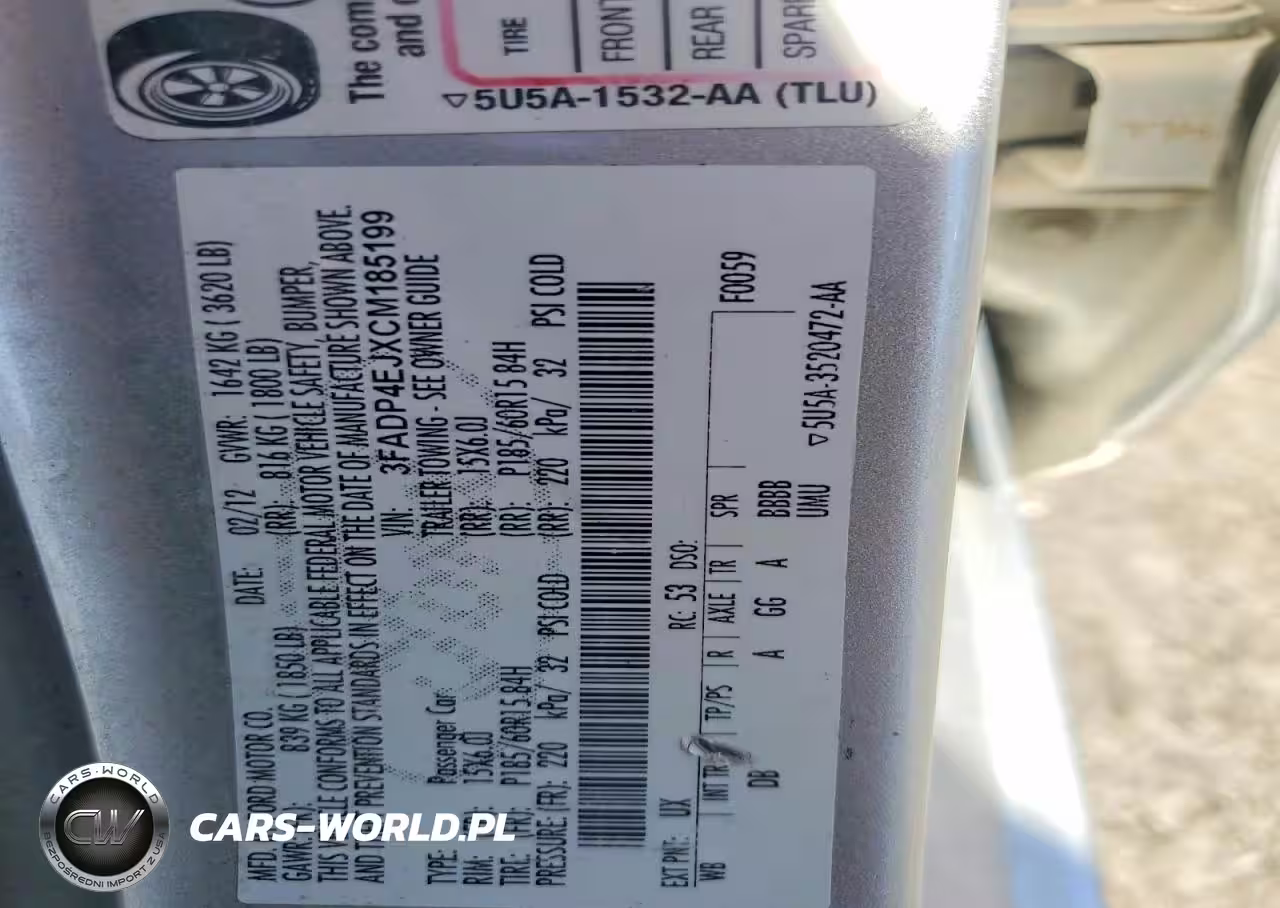 The com
and
TIRE
FRONT
REAR
SPAR
▽5U5A-1532-AA (TLU)
MFD. BY FORD MOTOR CO.
DATE: 02/12 GVWR: 1642 KG ( 3620 LB)
839 KG ( 1850 LB) (RR): 816 KG ( 1800 LB)
CONFORMS TO ALL APPLICABLE FEDERAL MOTOR VEHICLE SAFETY, BUMPER,
AND PREVENTION STANDARDS IN EFFECT ON THE DATE OF MANUFACTURE SHOWN ABOVE.
VIN: 3FADP4EJXCM185199
TYPE: Passenger Car TRAILER TOWING - SEE OWNER GUIDE
RIM: 15X6.0J (RR): 15X6.0J
TIRE: (FR): P185/60R15 84H (RR): P185/60R15 84H
PRESSURE (FR): 220 kPa/ 32 PSI COLD (RR): 220 kPa/ 32 PSI COLD
EXT PNT: UX RC: 53 DSO: F0059
WB INT TR TP/PS R AXLE TR SPR
DB A GG A BBBB
UMU
▽5U5A-3520472-AA
CARS-WORLD
CW
BEZPOŚREDNI IMPORT Z USA
CARS-WORLD.PL